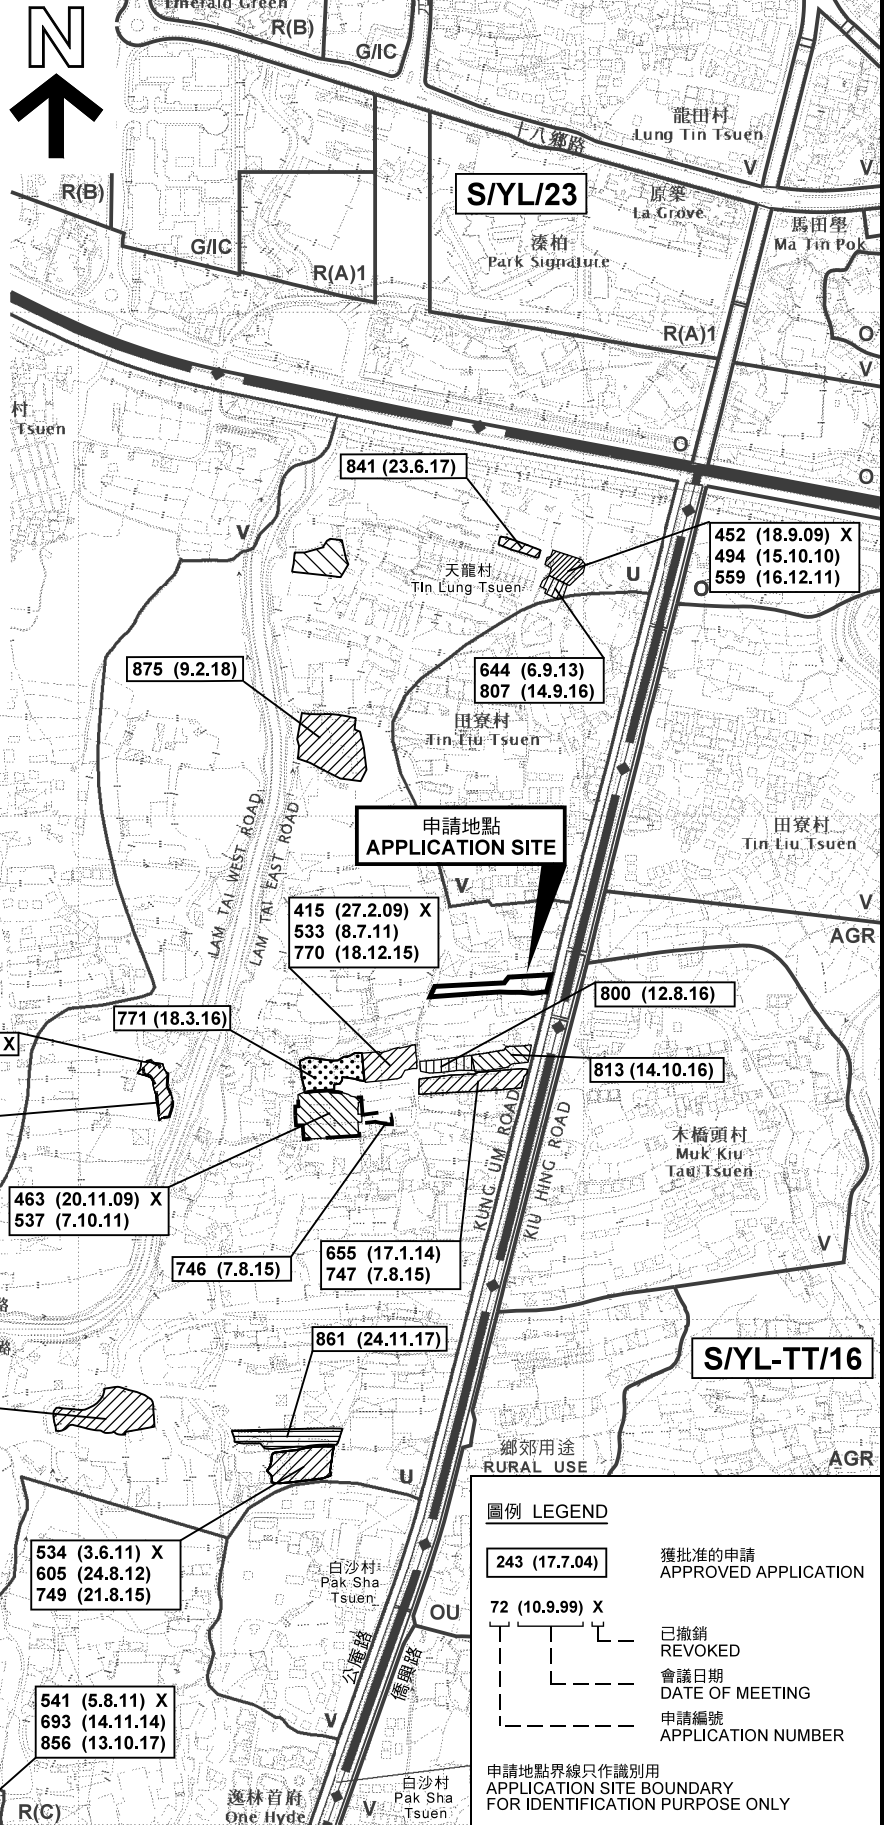 N
Emerald Green
R(B)
G/IC
十八鄉路
龍田村
Lung Tin Tsuen
V
V
R(B)
S/YL/23
原築
La Grove
溱柏
Park Signature
馬田壆
Ma Tin Pok
G/IC
R(A)1
R(A)1
O
V
村
Tsuen
O
O
841 (23.6.17)
V
452 (18.9.09) X
494 (15.10.10)
559 (16.12.11)
天龍村
Tin Lung Tsuen
U
O
875 (9.2.18)
644 (6.9.13)
807 (14.9.16)
田寮村
Tin Liu Tsuen
LAM TAI WEST ROAD
LAM TAI EAST ROAD
申請地點
APPLICATION SITE
田寮村
Tin Liu Tsuen
V
V
AGR
415 (27.2.09) X
533 (8.7.11)
770 (18.12.15)
800 (12.8.16)
771 (18.3.16)
X
813 (14.10.16)
KUNG UM ROAD
KIU HING ROAD
木橋頭村
Muk Kiu
Tau Tsuen
463 (20.11.09) X
537 (7.10.11)
V
746 (7.8.15)
655 (17.1.14)
747 (7.8.15)
路
路
861 (24.11.17)
S/YL-TT/16
鄉郊用途
RURAL USE
AGR
U
圖例 LEGEND
243 (17.7.04)
獲批准的申請
APPROVED APPLICATION
72 (10.9.99) X
已撤銷
REVOKED
會議日期
DATE OF MEETING
申請編號
APPLICATION NUMBER
申請地點界線只作識別用
APPLICATION SITE BOUNDARY
FOR IDENTIFICATION PURPOSE ONLY
534 (3.6.11) X
605 (24.8.12)
749 (21.8.15)
白沙村
Pak Sha
Tsuen
OU
公庵路
僑興路
541 (5.8.11) X
693 (14.11.14)
856 (13.10.17)
V
R(C)
逸林首府
One Hyde
V
白沙村
Pak Sha
Tsuen